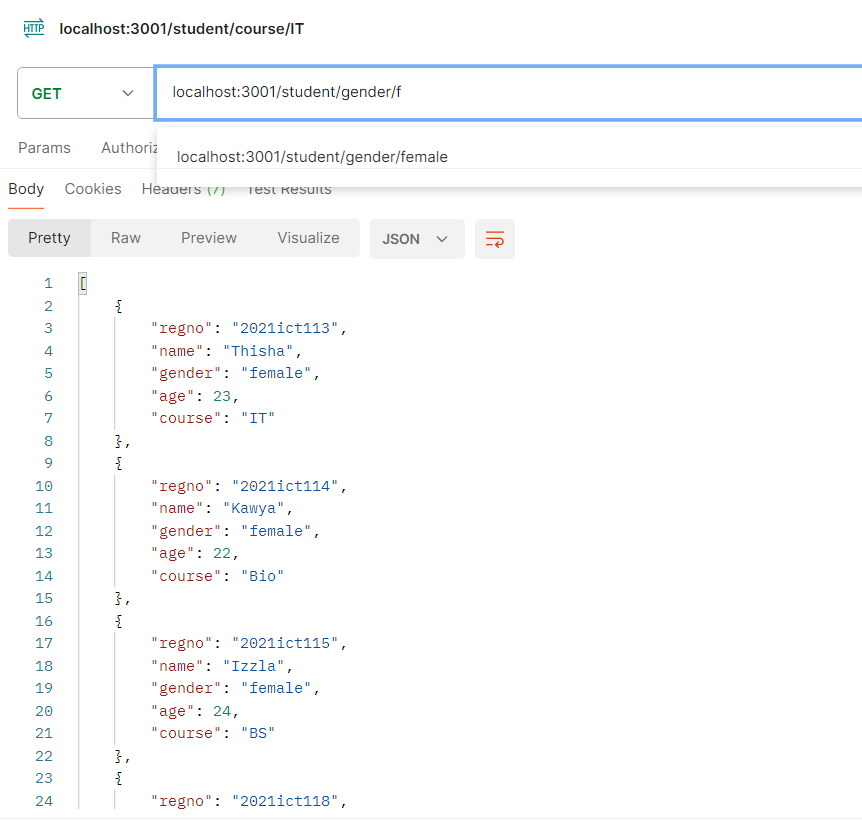 HTTP localhost:3001/student/course/IT
GET localhost:3001/student/gender/f
Params Authoriz
localhost:3001/student/gender/female
Body Cookies Headers (7) Test Results
Pretty Raw Preview Visualize JSON
1 [
2 {
3 "regno": "2021ict113",
4 "name": "Thisha",
5 "gender": "female",
6 "age": 23,
7 "course": "IT"
8 },
9 {
10 "regno": "2021ict114",
11 "name": "Kawya",
12 "gender": "female",
13 "age": 22,
14 "course": "Bio"
15 },
16 {
17 "regno": "2021ict115",
18 "name": "Izzla",
19 "gender": "female",
20 "age": 24,
21 "course": "BS"
22 },
23 {
24 "regno": "2021ict118",